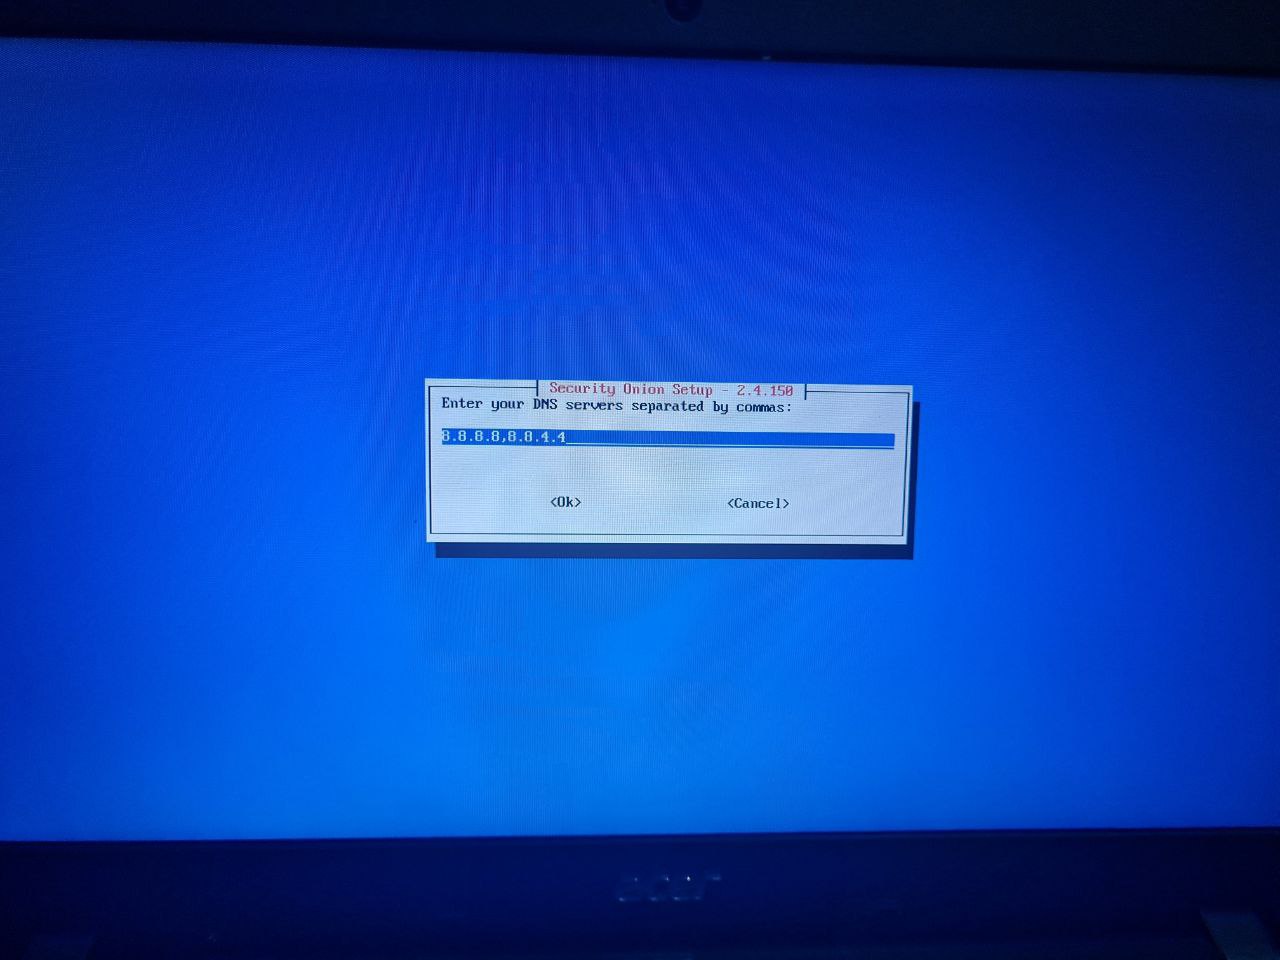 Security Onion Setup - 2.4.150
Enter your DNS servers separated by commas:
8.8.8.8,8.8.4.4
<Ok> <Cancel>
acer